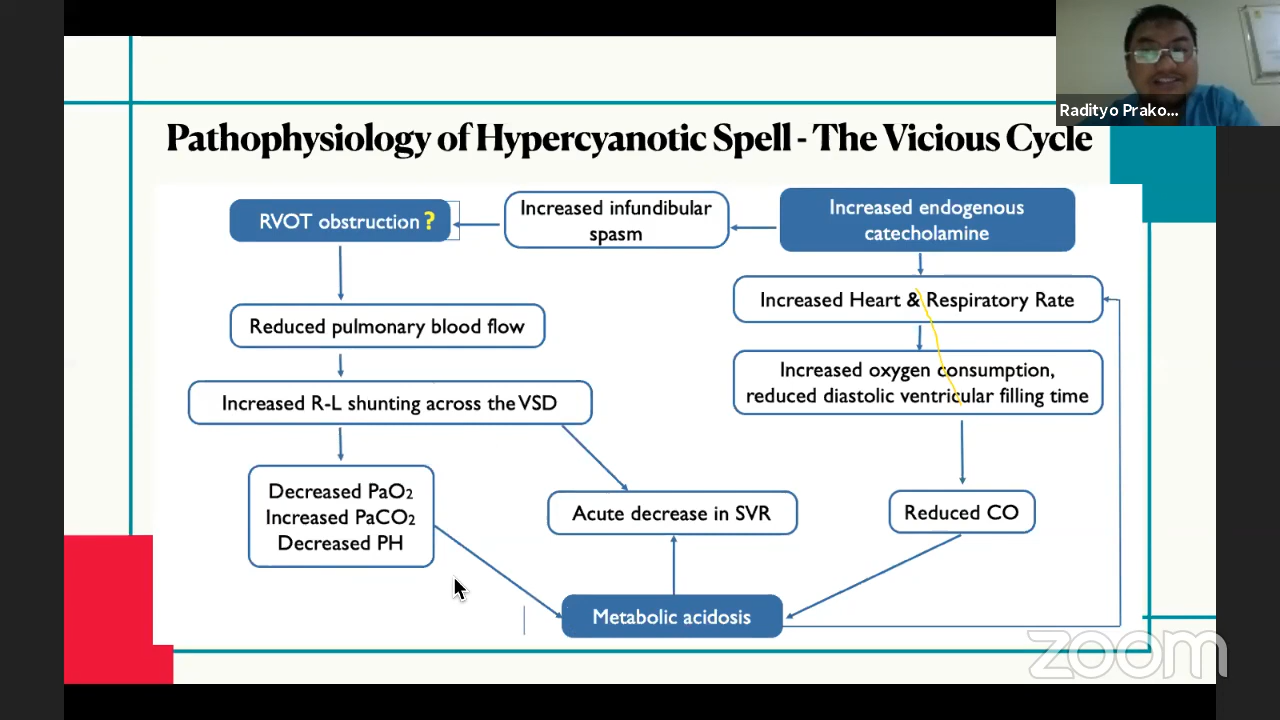 Radityo Prako...
Pathophysiology of Hypercyanotic Spell - The Vicious Cycle
RVOT obstruction ?
Increased infundibular
spasm
Increased endogenous
catecholamine
Increased Heart & Respiratory Rate
Reduced pulmonary blood flow
Increased oxygen consumption,
reduced diastolic ventricular filling time
Increased R-L shunting across the VSD
Decreased PaO₂
Increased PaCO₂
Decreased PH
Acute decrease in SVR
Reduced CO
Metabolic acidosis
zoom